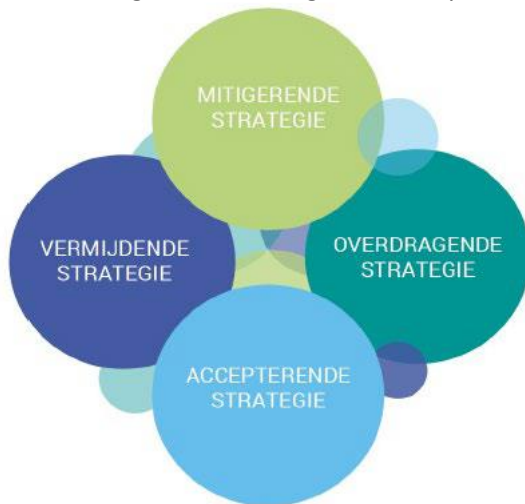 MITIGERENDE
STRATEGIE
VERMIJDENDE
STRATEGIE
OVERDRAGENDE
STRATEGIE
ACCEPTERENDE
STRATEGIE